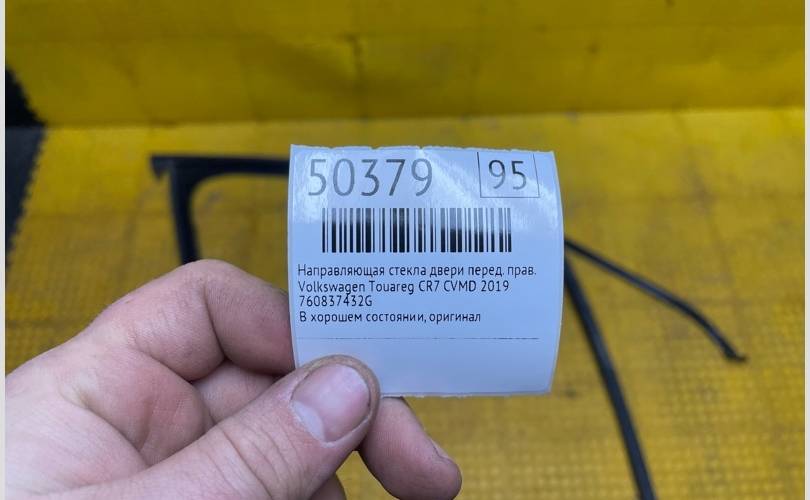 50379
95
Направляющая стекла двери перед. прав.
Volkswagen Touareg CR7 CVMD 2019
760837432G
В хорошем состоянии, оригинал